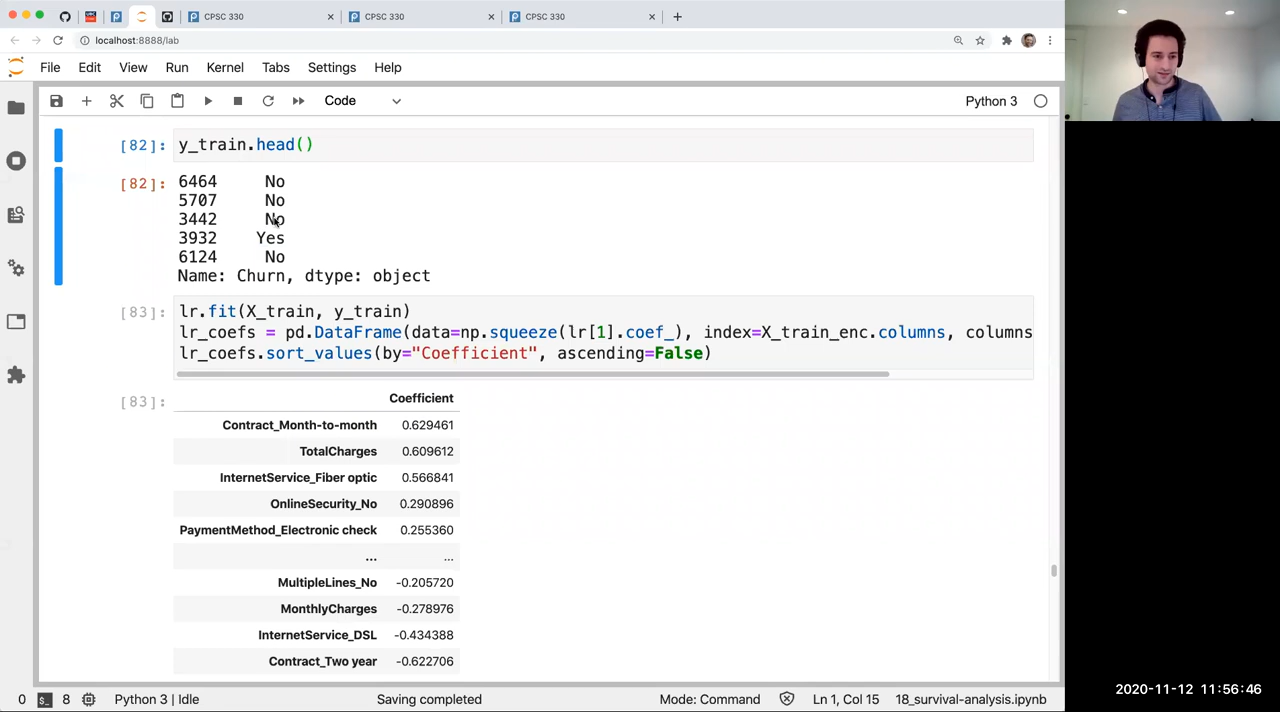 CPSC 330
CPSC 330
CPSC 330
localhost:8888/lab
File Edit View Run Kernel Tabs Settings Help
Code
Python 3
[82]: y_train.head()
[82]: 6464 No
5707 No
3442 No
3932 Yes
6124 No
Name: Churn, dtype: object
[83]: lr.fit(X_train, y_train)
lr_coefs = pd.DataFrame(data=np.squeeze(lr[1].coef_), index=X_train_enc.columns, columns
lr_coefs.sort_values(by="Coefficient", ascending=False)
[83]: Coefficient
Contract_Month-to-month 0.629461
TotalCharges 0.609612
InternetService_Fiber optic 0.566841
OnlineSecurity_No 0.290896
PaymentMethod_Electronic check 0.255360
... ...
MultipleLines_No -0.205720
MonthlyCharges -0.278976
InternetService_DSL -0.434388
Contract_Two year -0.622706
0 8 Python 3 | Idle Saving completed Mode: Command Ln 1, Col 15 18_survival-analysis.ipynb
2020-11-12 11:56:46